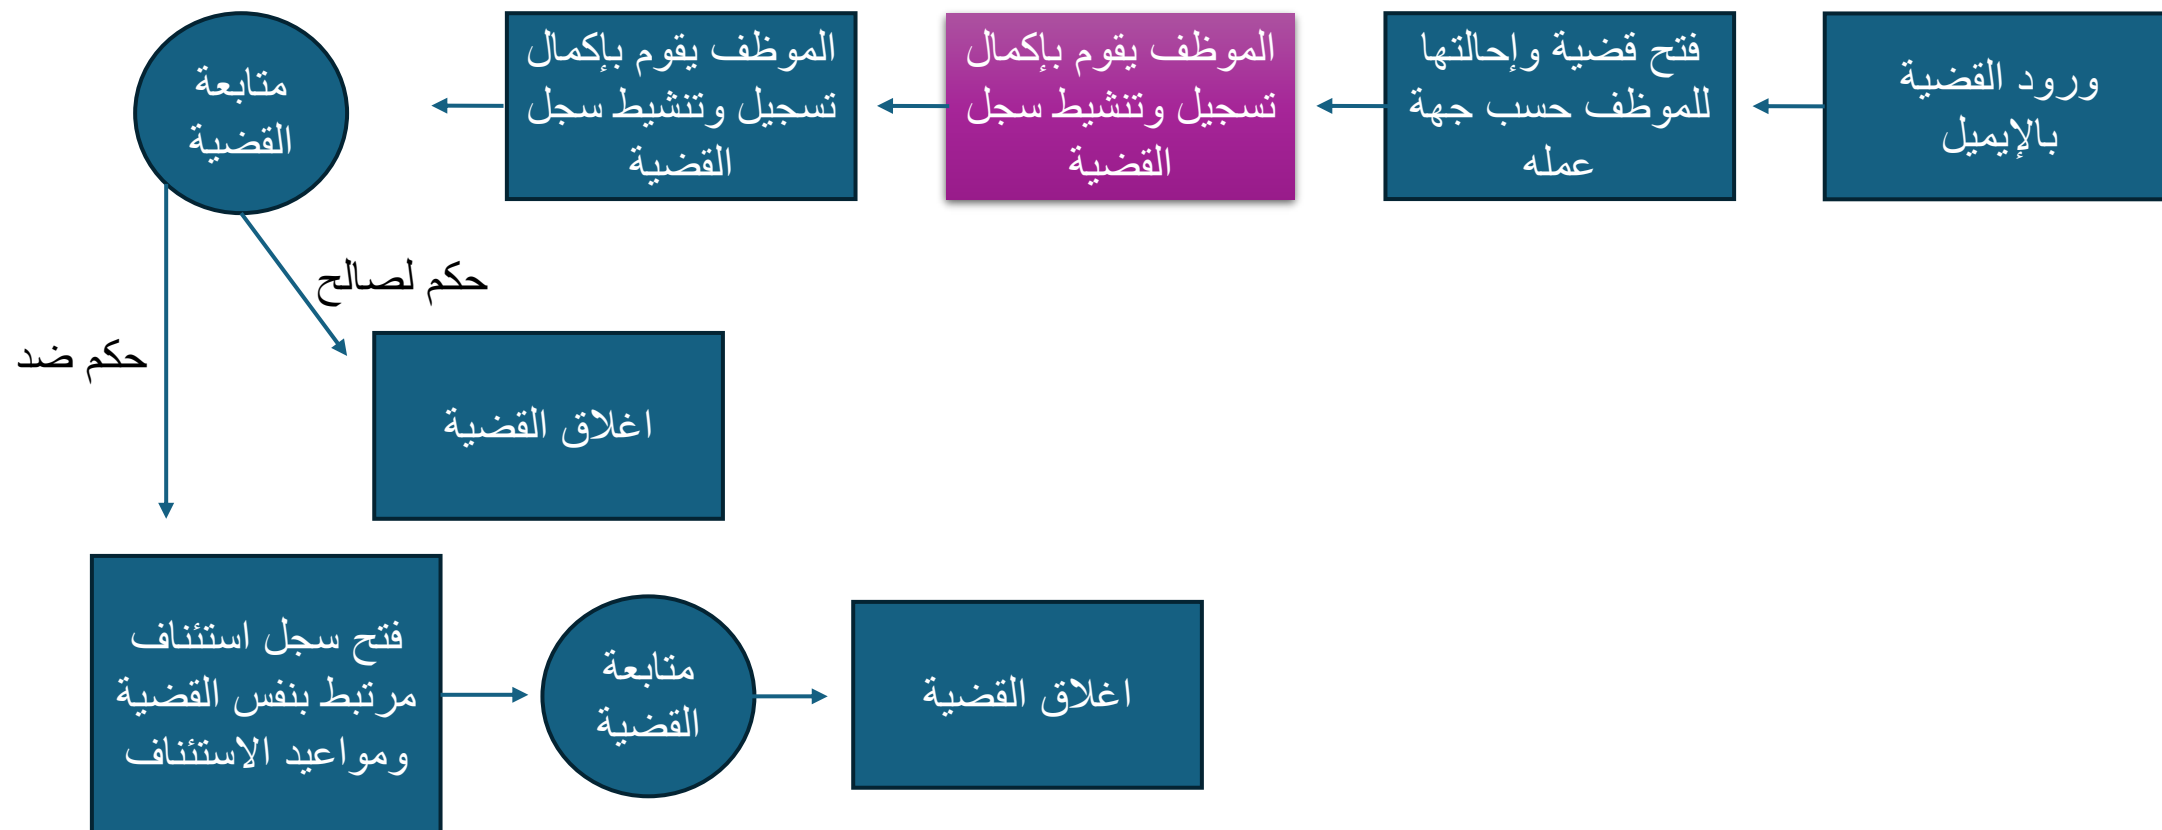 ورود القضية
بالإيميل
فتح قضية وإحالتها
للموظف حسب جهة
عمله
الموظف يقوم بإكمال
تسجيل وتنشيط سجل
القضية
الموظف يقوم بإكمال
تسجيل وتنشيط سجل
القضية
متابعة
القضية
حكم لصالح
حكم ضد
اغلاق القضية
فتح سجل استئناف
مرتبط بنفس القضية
ومواعيد الاستئناف
متابعة
القضية
اغلاق القضية